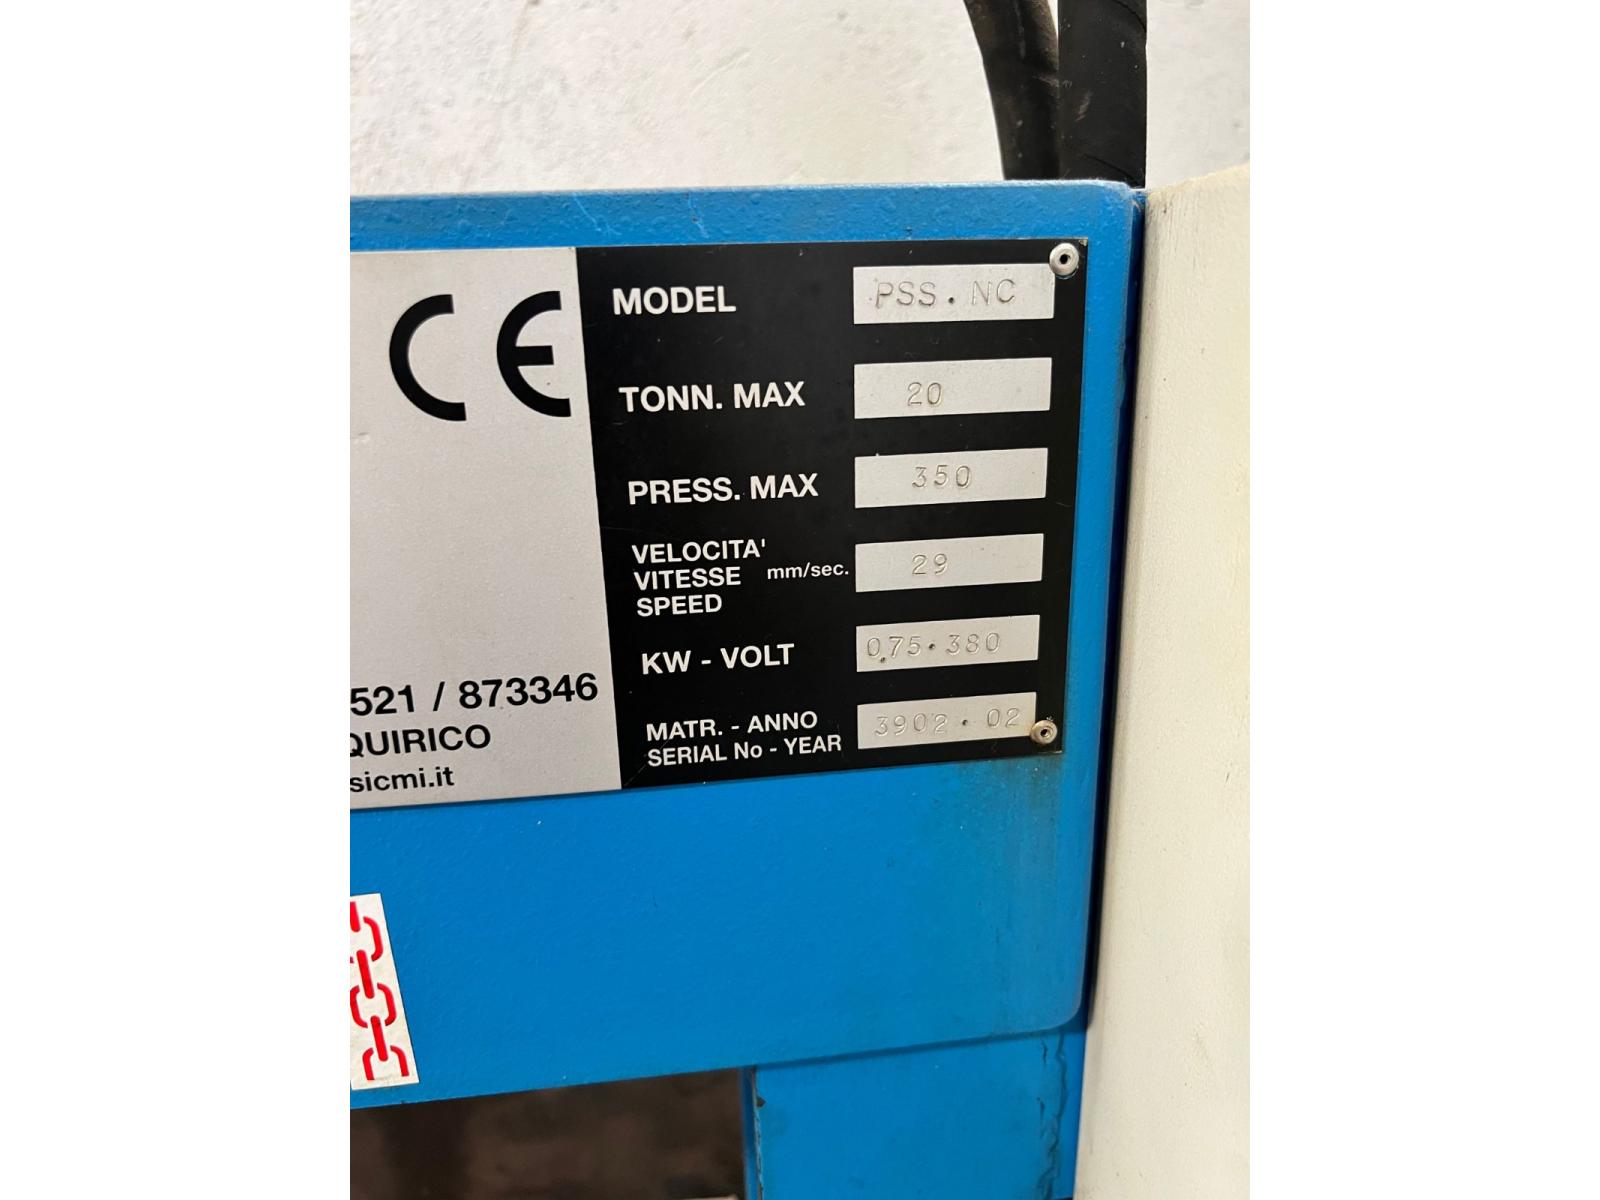 CE
MODEL PSS.NC
TONN. MAX 20
PRESS. MAX 350
VELOCITA'
VITESSE mm/sec. 29
SPEED
KW - VOLT 0,75.380
MATR. - ANNO 3902.02
SERIAL No - YEAR
521 / 873346
QUIRICO
sicmi.it